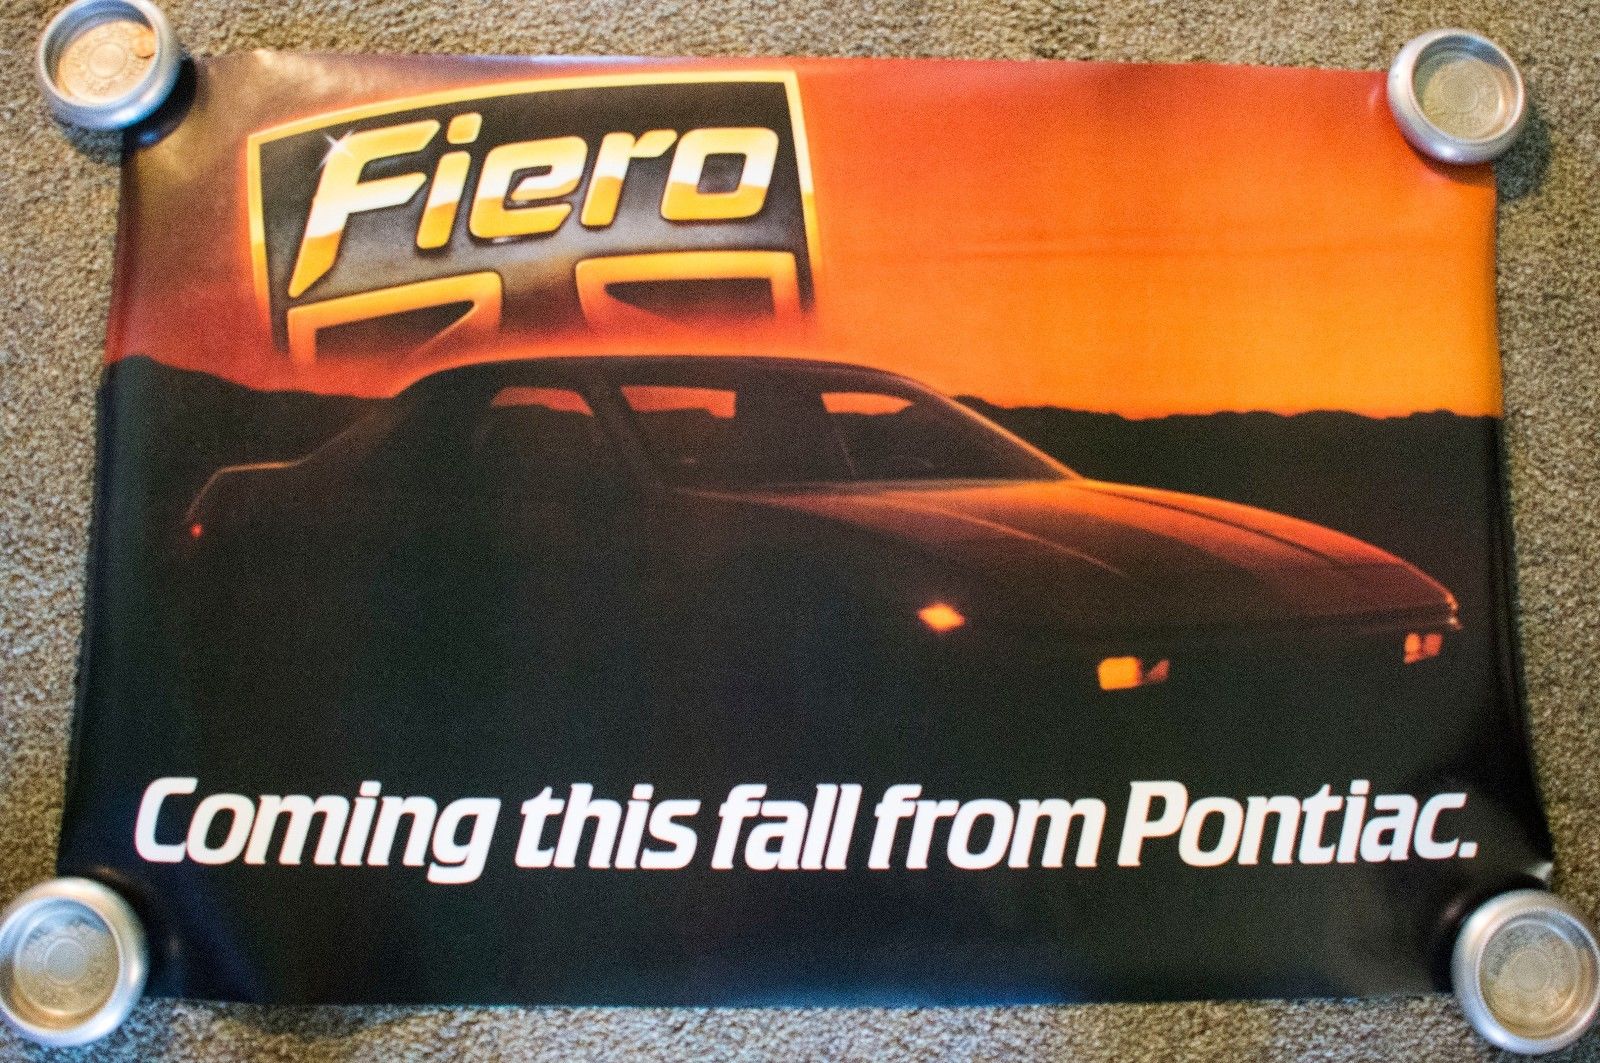 Fiero
Coming this fall from Pontiac.